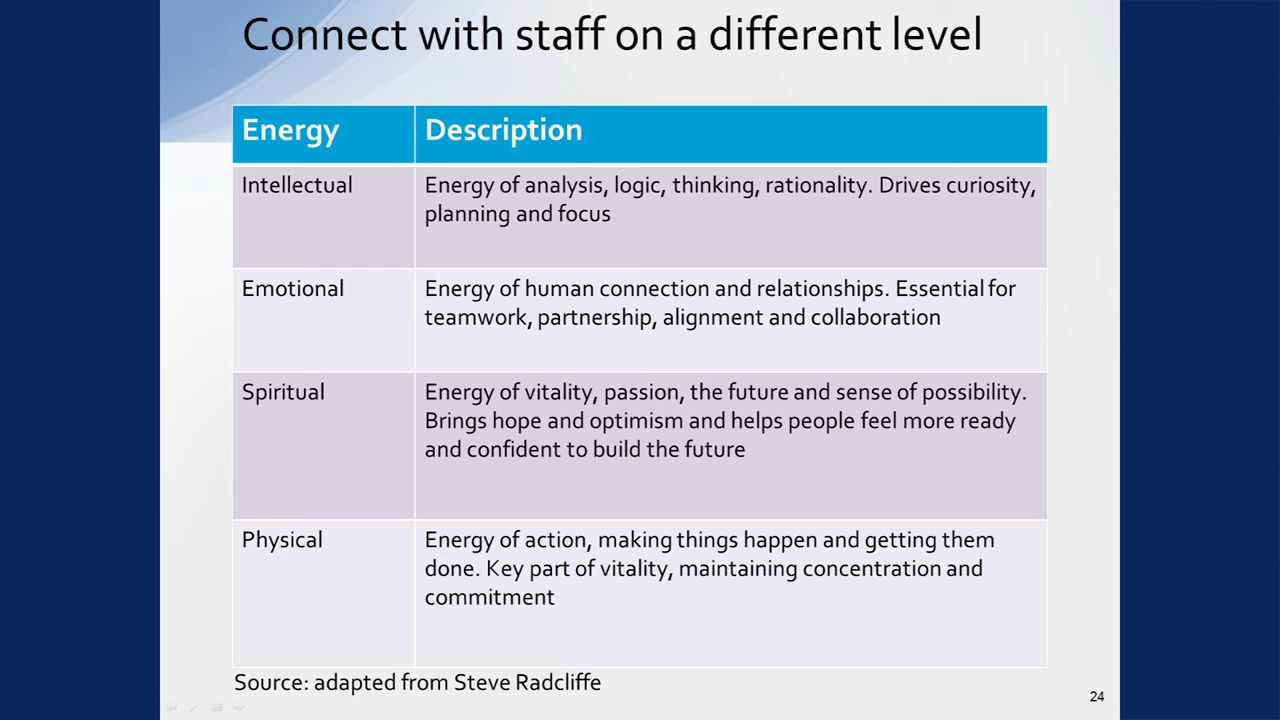 Connect with staff on a different level
Energy
Description
Intellectual
Energy of analysis, logic, thinking, rationality. Drives curiosity,
planning and focus
Emotional
Energy of human connection and relationships. Essential for
teamwork, partnership, alignment and collaboration
Spiritual
Energy of vitality, passion, the future and sense of possibility.
Brings hope and optimism and helps people feel more ready
and confident to build the future
Physical
Energy of action, making things happen and getting them
done. Key part of vitality, maintaining concentration and
commitment
Source: adapted from Steve Radcliffe
24